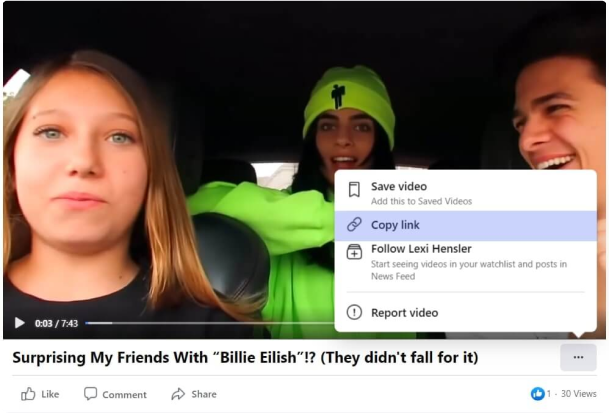 Save video
Add this to Saved Videos
Copy link
Follow Lexi Hensler
Start seeing videos in your watchlist and posts in
News Feed
Report video
0:03 / 7:43
Surprising My Friends With “Billie Eilish”!? (They didn't fall for it)
Like Comment Share 1 · 30 Views